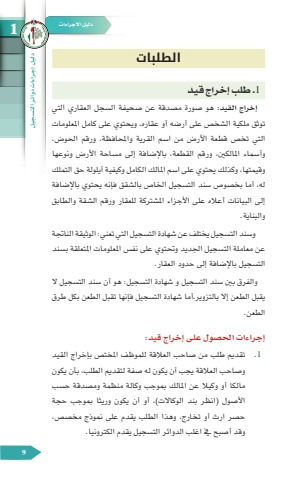 دليل الاجراءات
1
دليل إجراءات دوائر التسجيل
الطلبات
1. طلب إخراج قيد
إخراج القيد: هو صورة مصدقة عن صحيفة السجل العقاري التي
توثق ملكية الشخص على أرضه أو عقاره، ويحتوي على كامل المعلومات
التي تخص قطعة الأرض من اسم القرية والمحافظة، ورقم الحوض،
وأسماء المالكين، ورقم القطعة، بالإضافة إلى مساحة الأرض ونوعها
وقيمتها، وكذلك يحتوي على اسم المالك الكامل وكيفية أيلولة حق التملك
له، أما بخصوص سند التسجيل الخاص بالشقق فإنه يحتوي بالإضافة
إلى البيانات أعلاه على الأجزاء المشتركة للعقار ورقم الشقة والطابق
والبناية.
وسند التسجيل يختلف عن شهادة التسجيل التي تعني: الوثيقة الناتجة
عن معاملة التسجيل الجديد وتحتوي على نفس المعلومات المتعلقة بسند
التسجيل بالإضافة إلى حدود العقار.
والفرق بين سند التسجيل و شهادة التسجيل: هو أن سند التسجيل لا
يقبل الطعن إلا بالتزوير،أما شهادة التسجيل فإنها تقبل الطعن بكل طرق
الطعن.
إجراءات الحصول على إخراج قيد:
1. تقديم طلب من صاحب العلاقة للموظف المختص بإخراج القيد
وصاحب العلاقة يجب أن يكون له صفة لتقديم الطلب، بأن يكون
مالكا أو وكيلا عن المالك بموجب وكالة منظمة ومصدقة حسب
الأصول (انظر بند الوكالات)، أو أن يكون وريثا بموجب حجة
حصر ارث أو تخارج، وهذا الطلب يقدم على نموذج مخصص،
وقد أصبح في اغلب الدوائر التسجيل يقدم الكترونيا.
9